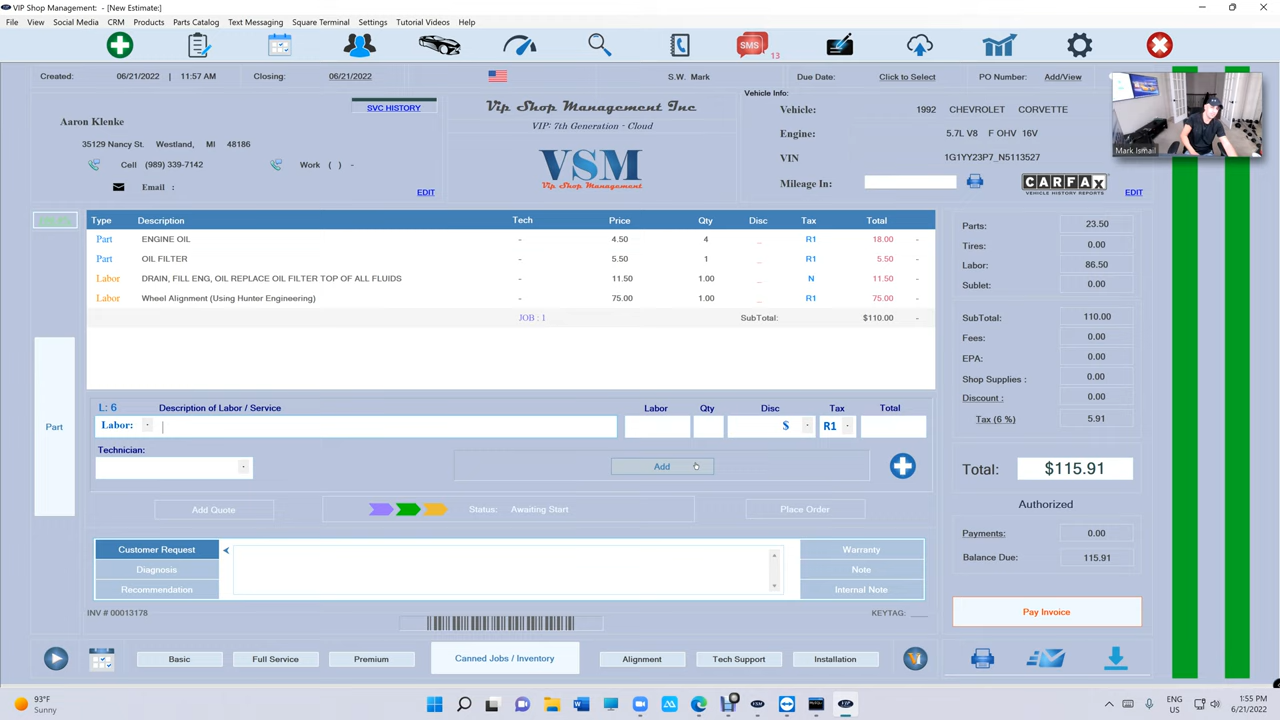 VIP Shop Management: - [New Estimate:]
File View Social Media CRM Products Parts Catalog Text Messaging Square Terminal Settings Tutorial Videos Help
SMS 13
Created: 06/21/2022 | 11:57 AM Closing: 06/21/2022 S.W. Mark Due Date: Click to Select PO Number: Add/View
Vehicle Info:
SVC HISTORY
Vip Shop Management Inc
VIP: 7th Generation - Cloud
VSM
Vip Shop Management
Aaron Klenke
35129 Nancy St. Westland, MI 48186
Cell (989) 339-7142 Work ( ) -
Email :
EDIT
Vehicle: 1992 CHEVROLET CORVETTE
Engine: 5.7L V8 F OHV 16V
VIN 1G1YY23P7_N5113527
Mileage In:
CARFAX
VEHICLE HISTORY REPORTS
EDIT
Mark Ismail
Type Description Tech Price Qty Disc Tax Total
Part ENGINE OIL - 4.50 4 _ R1 18.00 -
Part OIL FILTER - 5.50 1 _ R1 5.50 -
Labor DRAIN, FILL ENG, OIL REPLACE OIL FILTER TOP OF ALL FLUIDS - 11.50 1.00 _ N 11.50 -
Labor Wheel Alignment (Using Hunter Engineering) - 75.00 1.00 _ R1 75.00 -
JOB : 1 SubTotal: $110.00 -
Part
L: 6 Description of Labor / Service Labor Qty Disc Tax Total
Labor: $ R1
Technician:
Add
Add Quote Status: Awaiting Start Place Order
Customer Request
Diagnosis
Recommendation
Warranty
Note
Internal Note
INV # 00013178 KEYTAG: ____
Parts: 23.50
Tires: 0.00
Labor: 86.50
Sublet: 0.00
SubTotal: 110.00
Fees: 0.00
EPA: 0.00
Shop Supplies : 0.00
Discount : 0.00
Tax (6 %) 5.91
Total: $115.91
Authorized
Payments: 0.00
Balance Due: 115.91
Pay Invoice
Basic Full Service Premium Canned Jobs / Inventory Alignment Tech Support Installation
93°F
Sunny
ENG
US
1:55 PM
6/21/2022